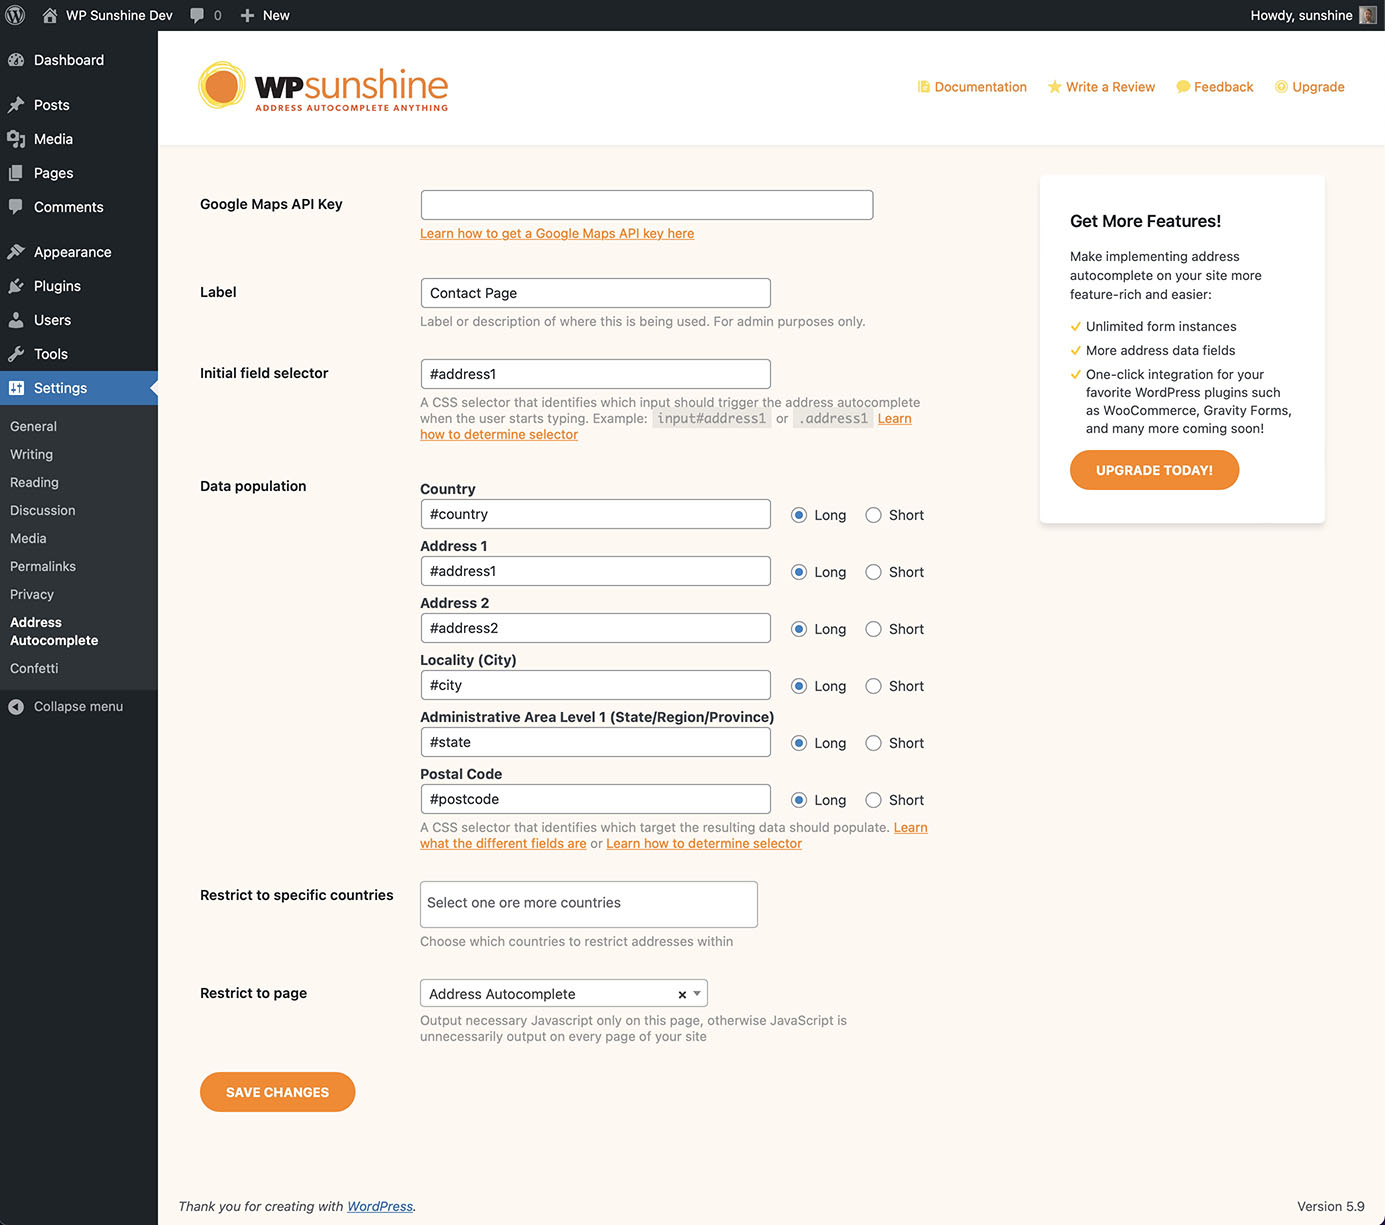 WP Sunshine Dev 0 New Howdy, sunshine
Dashboard
Posts
Media
Pages
Comments
Appearance
Plugins
Users
Tools
Settings
General
Writing
Reading
Discussion
Media
Permalinks
Privacy
Address
Autocomplete
Confetti
Collapse menu
WPsunshine
ADDRESS AUTOCOMPLETE ANYTHING
Documentation Write a Review Feedback Upgrade
Google Maps API Key
Learn how to get a Google Maps API key here
Label
Contact Page
Label or description of where this is being used. For admin purposes only.
Initial field selector
#address1
A CSS selector that identifies which input should trigger the address autocomplete
when the user starts typing. Example: input#address1 or .address1 Learn
how to determine selector
Data population
Country
#country Long Short
Address 1
#address1 Long Short
Address 2
#address2 Long Short
Locality (City)
#city Long Short
Administrative Area Level 1 (State/Region/Province)
#state Long Short
Postal Code
#postcode Long Short
A CSS selector that identifies which target the resulting data should populate. Learn
what the different fields are or Learn how to determine selector
Restrict to specific countries
Select one ore more countries
Choose which countries to restrict addresses within
Restrict to page
Address Autocomplete ×
Output necessary Javascript only on this page, otherwise JavaScript is
unnecessarily output on every page of your site
SAVE CHANGES
Get More Features!
Make implementing address
autocomplete on your site more
feature-rich and easier:
Unlimited form instances
More address data fields
One-click integration for your
favorite WordPress plugins such
as WooCommerce, Gravity Forms,
and many more coming soon!
UPGRADE TODAY!
Thank you for creating with WordPress. Version 5.9